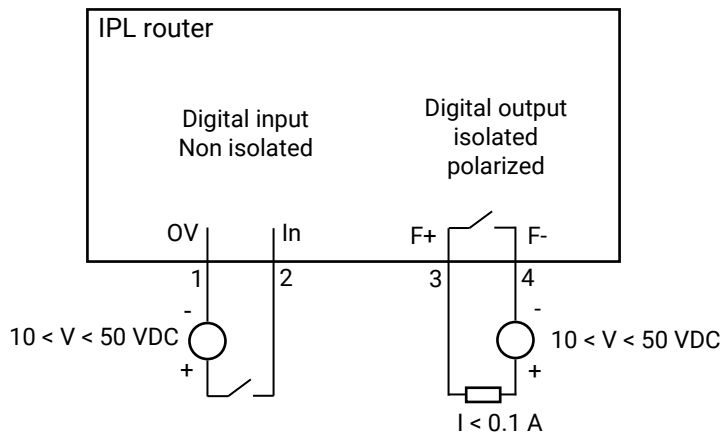 IPL router
Digital input
Non isolated
Digital output
isolated
polarized
OV
In
F+
F-
1
2
3
4
-
10 < V < 50 VDC
+
-
10 < V < 50 VDC
+
I < 0.1 A